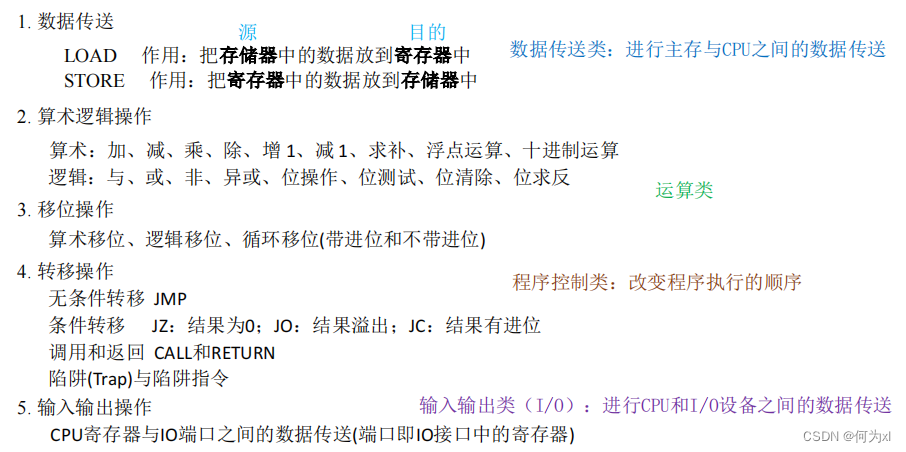 1. 数据传送
源 目的
LOAD 作用：把存储器中的数据放到寄存器中
数据传送类：进行主存与CPU之间的数据传送
STORE 作用：把寄存器中的数据放到存储器中
2. 算术逻辑操作
算术：加、减、乘、除、增 1、减 1、求补、浮点运算、十进制运算
逻辑：与、或、非、异或、位操作、位测试、位清除、位求反
运算类
3. 移位操作
算术移位、逻辑移位、循环移位(带进位和不带进位)
4. 转移操作
程序控制类：改变程序执行的顺序
无条件转移 JMP
条件转移 JZ：结果为0；JO：结果溢出；JC：结果有进位
调用和返回 CALL和RETURN
陷阱(Trap)与陷阱指令
5. 输入输出操作
输入输出类（I/O）：进行CPU和I/O设备之间的数据传送
CPU寄存器与IO端口之间的数据传送(端口即IO接口中的寄存器)
CSDN @何为xl